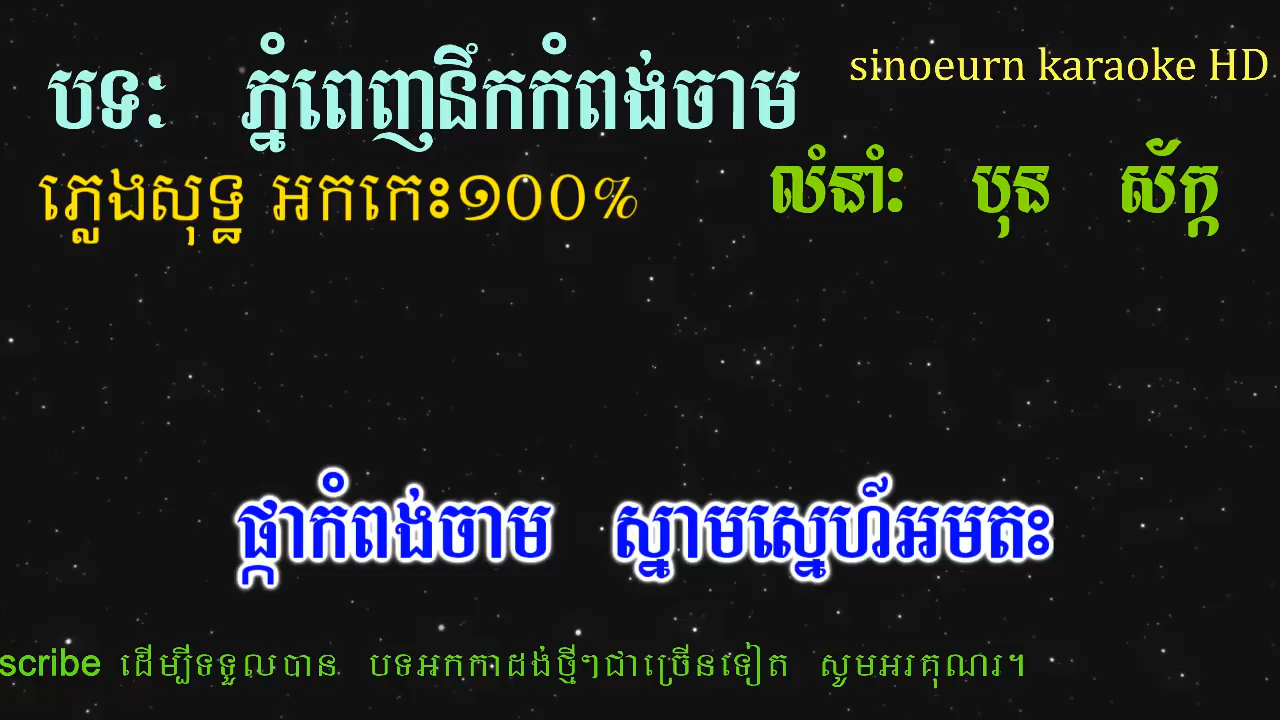 បទៈ ភ្នំពេញនឹកកំពង់ចាម
sinoeurn karaoke HD
ភ្លេងសុទ្ធ អកកេះ១០០%
លំនាំៈ បុន ស័ក្ក
ផ្កាកំពង់ចាម ស្នាមស្នេហ៍អមតះ
scribe ដើម្បីទទួលបាន បទអកកាដង់ថ្មីៗជាច្រើនទៀត សូមអរគុណរ។